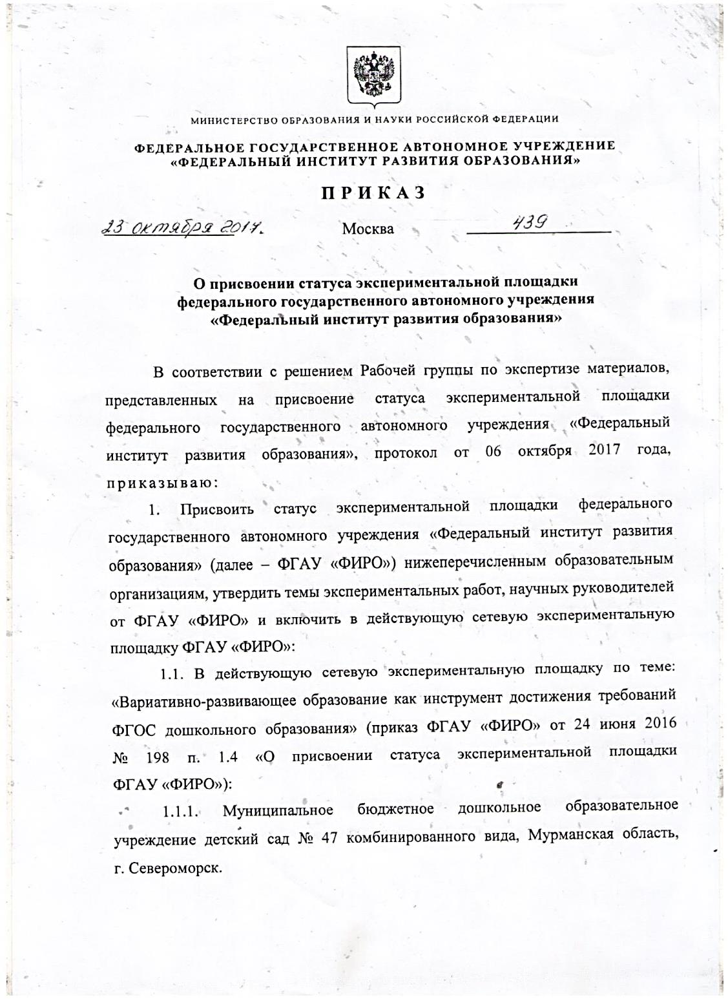 МИНИСТЕРСТВО ОБРАЗОВАНИЯ И НАУКИ РОССИЙСКОЙ ФЕДЕРАЦИИ
ФЕДЕРАЛЬНОЕ ГОСУДАРСТВЕННОЕ АВТОНОМНОЕ УЧРЕЖДЕНИЕ
«ФЕДЕРАЛЬНЫЙ ИНСТИТУТ РАЗВИТИЯ ОБРАЗОВАНИЯ»
П Р И К А З
23 октября 2017г. Москва 439
О присвоении статуса экспериментальной площадки
федерального государственного автономного учреждения
«Федеральный институт развития образования»
В соответствии с решением Рабочей группы по экспертизе материалов,
представленных на присвоение статуса экспериментальной площадки
федерального государственного автономного учреждения «Федеральный
институт развития образования», протокол от 06 октября 2017 года,
приказываю:
1. Присвоить статус экспериментальной площадки федерального
государственного автономного учреждения «Федеральный институт развития
образования» (далее – ФГАУ «ФИРО») нижеперечисленным образовательным
организациям, утвердить темы экспериментальных работ, научных руководителей
от ФГАУ «ФИРО» и включить в действующую сетевую экспериментальную
площадку ФГАУ «ФИРО»:
1.1. В действующую сетевую экспериментальную площадку по теме:
«Вариативно-развивающее образование как инструмент достижения требований
ФГОС дошкольного образования» (приказ ФГАУ «ФИРО» от 24 июня 2016
№ 198 п. 1.4 «О присвоении статуса экспериментальной площадки
ФГАУ «ФИРО»):
1.1.1. Муниципальное бюджетное дошкольное образовательное
учреждение детский сад № 47 комбинированного вида, Мурманская область,
г. Североморск.